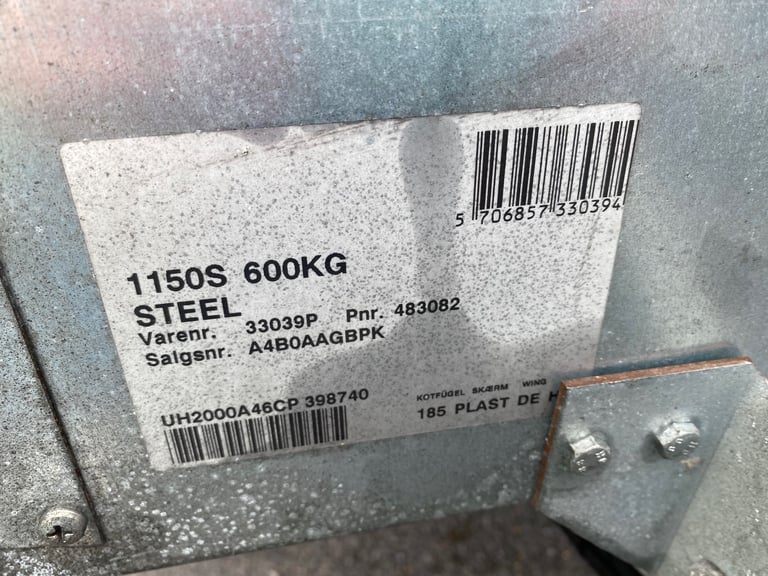 5 706857 330394
1150S 600KG
STEEL
Varenr. 33039P Pnr. 483082
Salgsnr. A4B0AAGBPK
UH2000A46CP 398740
KOTFÜGEL SKÆRM WING
185 PLAST DE